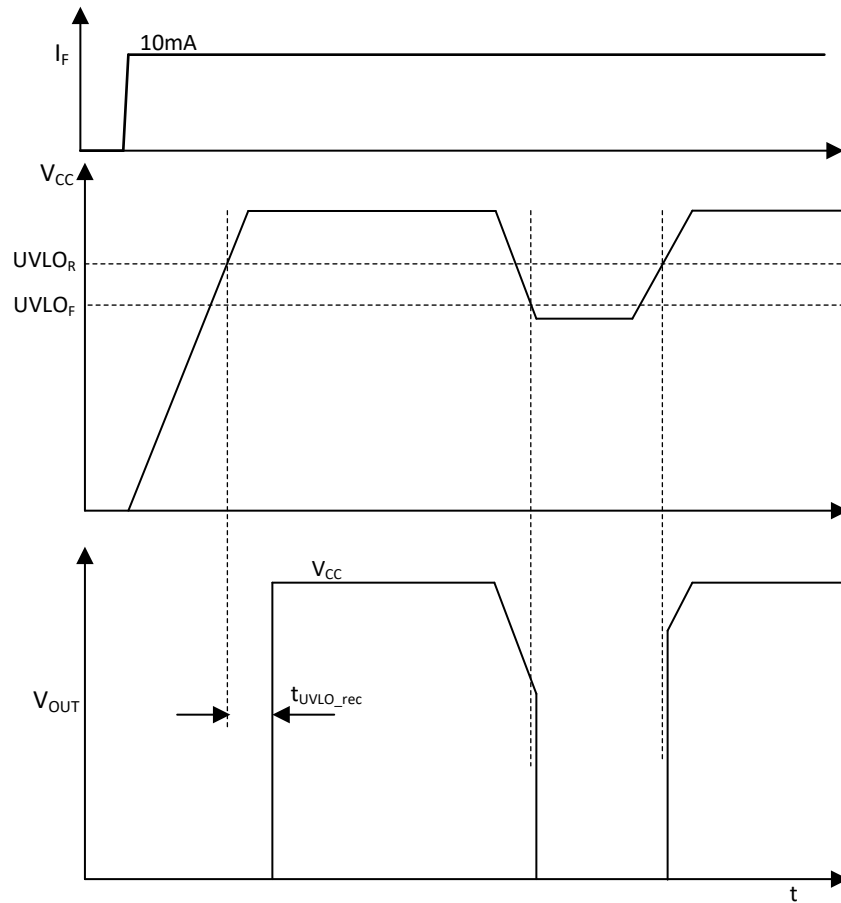 10mA
I_F
V_CC
UVLO_R
UVLO_F
V_CC
t_UVLO_rec
V_OUT
t